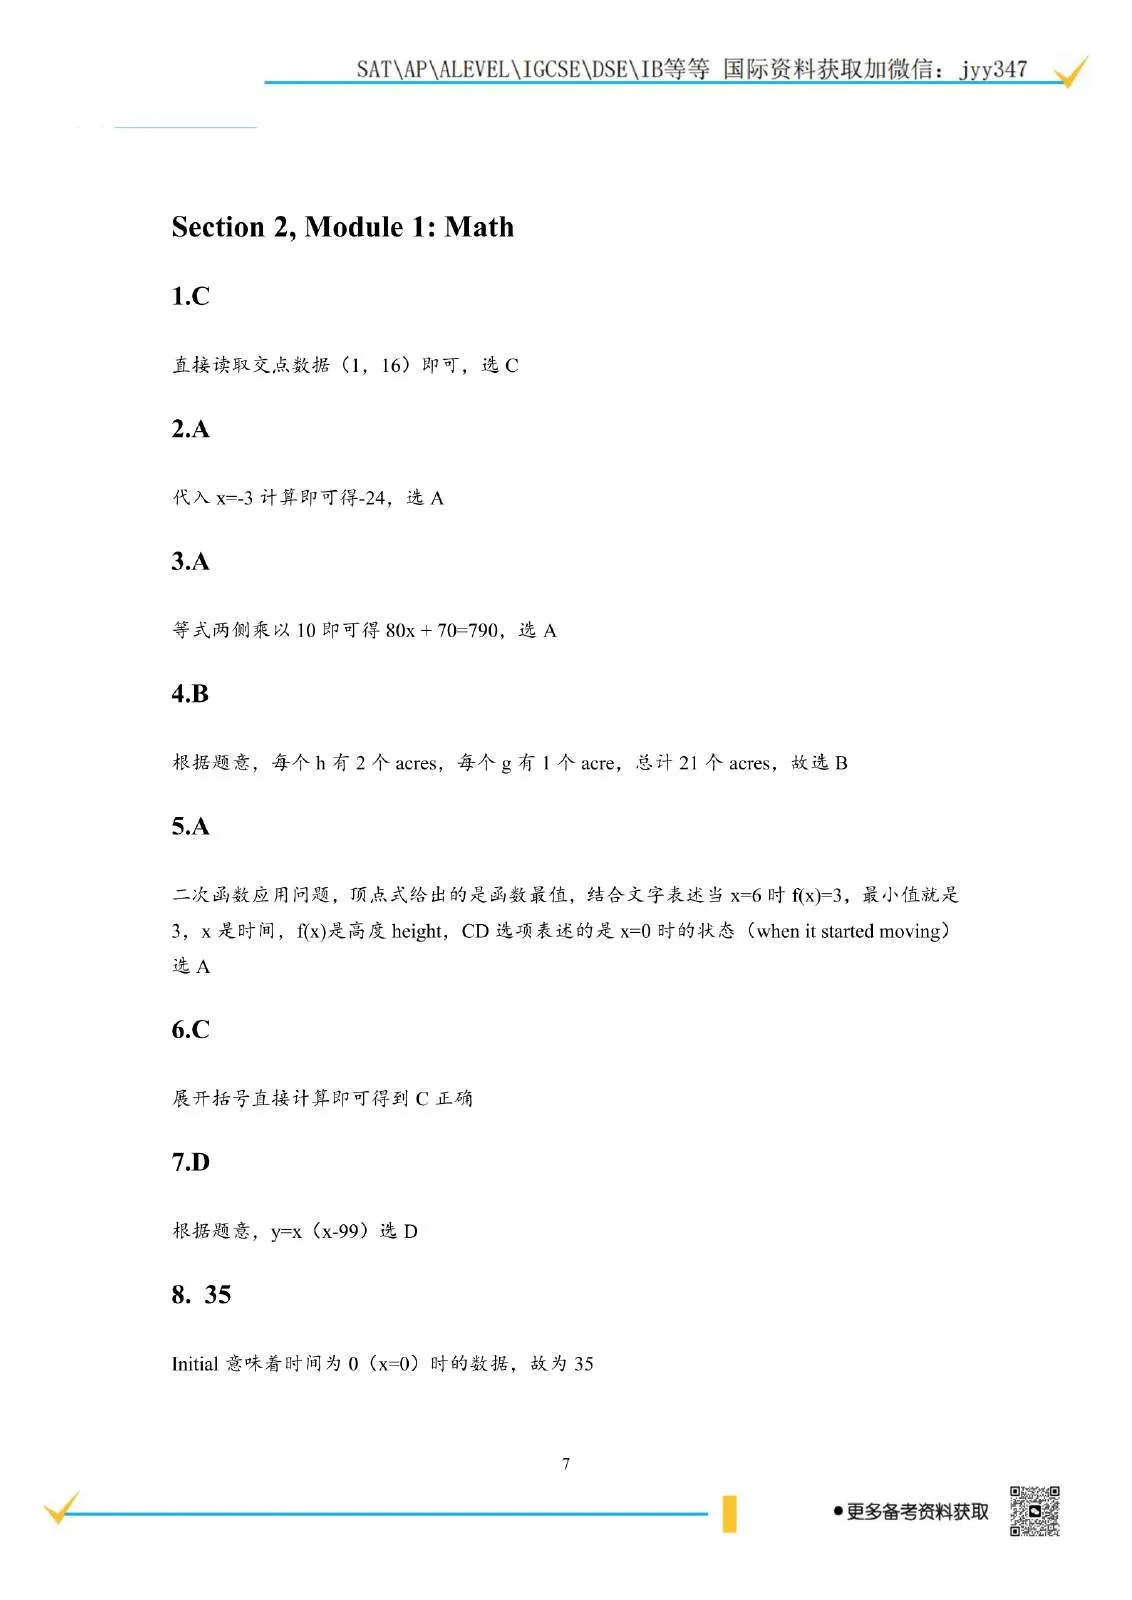 SAT\AP\ALEVEL\IGCSE\DSE\IB等等 国际资料获取加微信：jyy347
Section 2, Module 1: Math
1.C
直接读取交点数据（1，16）即可，选 C
2.A
代入 x=-3 计算即可得-24，选 A
3.A
等式两侧乘以 10 即可得 80x + 70=790，选 A
4.B
根据题意，每个 h 有 2 个 acres，每个 g 有 1 个 acre，总计 21 个 acres，故选 B
5.A
二次函数应用问题，顶点式给出的是函数最值，结合文字表述当 x=6 时 f(x)=3，最小值就是
3，x 是时间，f(x)是高度 height，CD 选项表述的是 x=0 时的状态（when it started moving）
选 A
6.C
展开括号直接计算即可得到 C 正确
7.D
根据题意，y=x（x-99）选 D
8. 35
Initial 意味着时间为 0（x=0）时的数据，故为 35
7
●更多备考资料获取